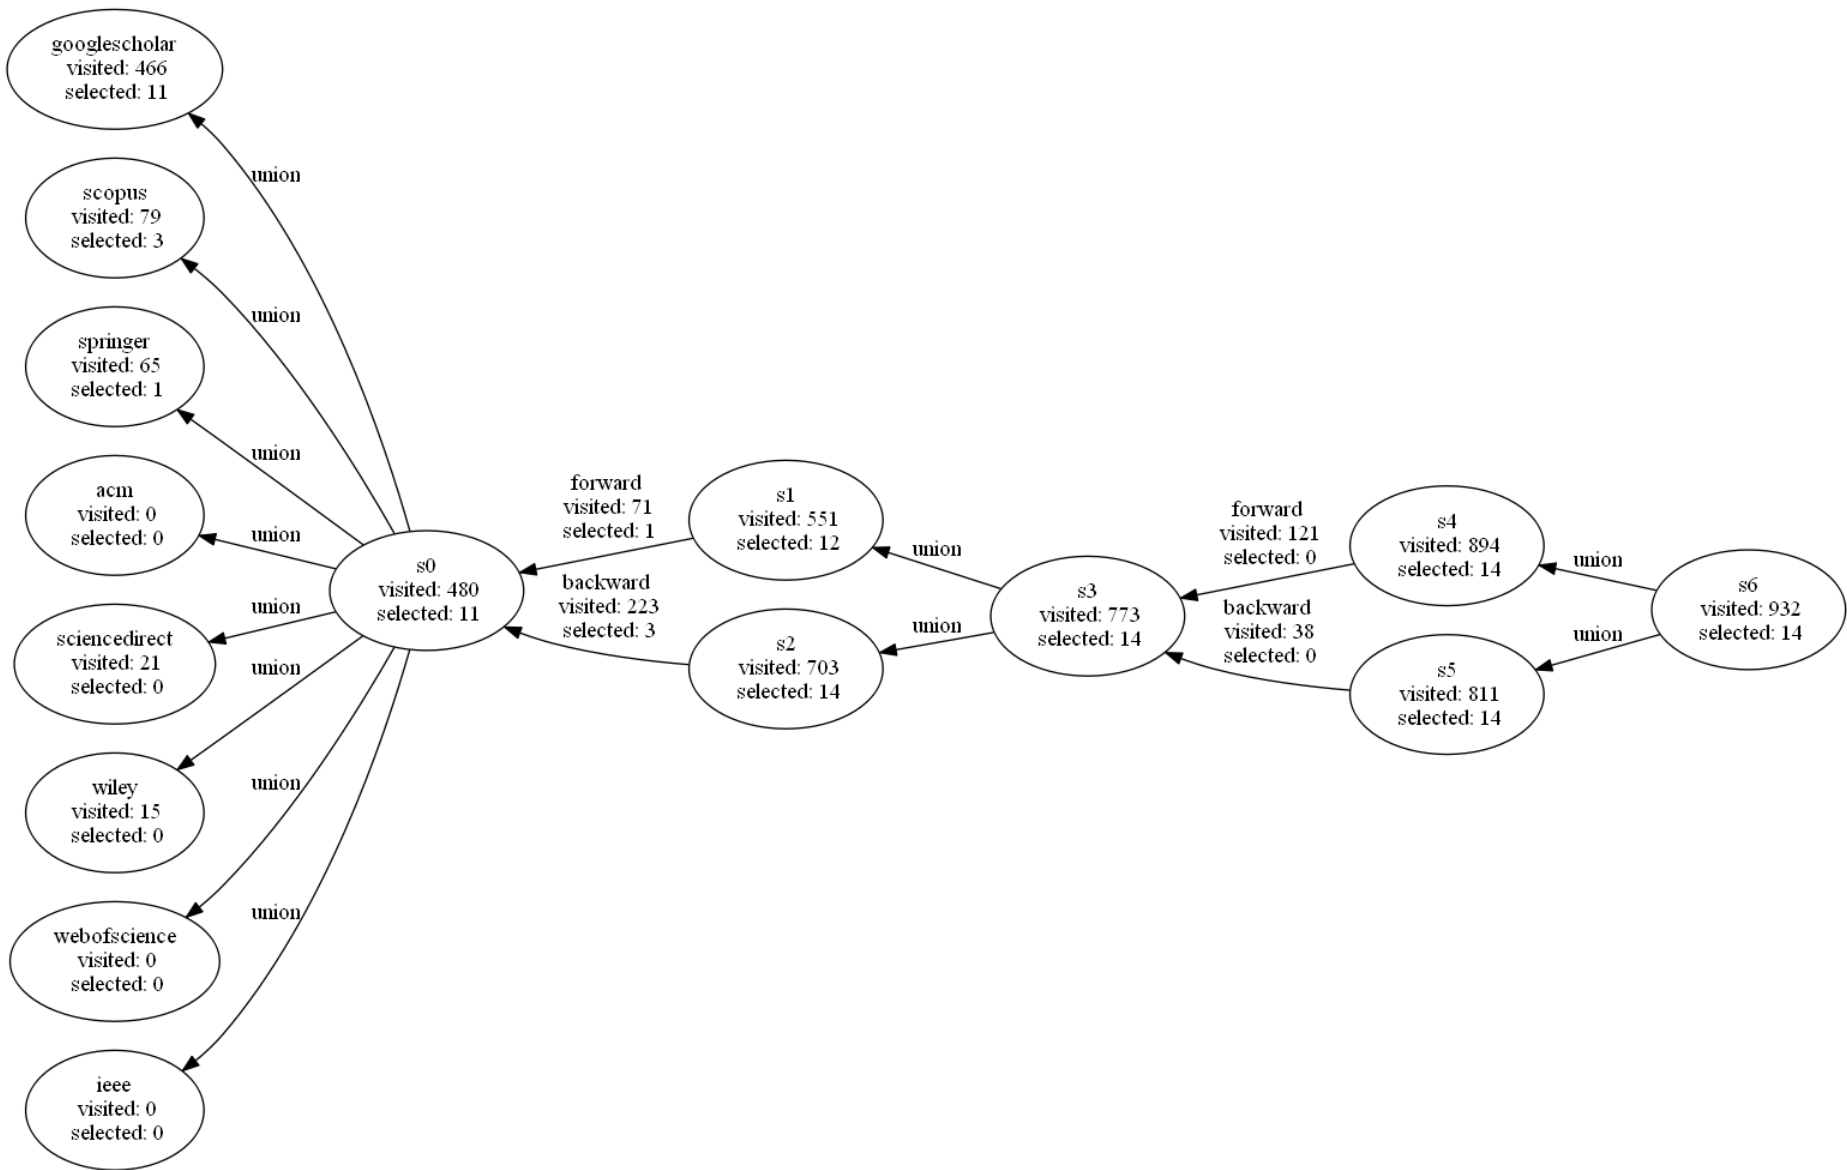 googlescholar
visited: 466
selected: 11
union
scopus
visited: 79
selected: 3
union
springer
visited: 65
selected: 1
union
acm
visited: 0
selected: 0
union
sciencedirect
visited: 21
selected: 0
union
wiley
visited: 15
selected: 0
union
webofscience
visited: 0
selected: 0
union
ieee
visited: 0
selected: 0
union
s0
visited: 480
selected: 11
forward
visited: 71
selected: 1
backward
visited: 223
selected: 3
s1
visited: 551
selected: 12
s2
visited: 703
selected: 14
union
union
s3
visited: 773
selected: 14
forward
visited: 121
selected: 0
backward
visited: 38
selected: 0
s4
visited: 894
selected: 14
s5
visited: 811
selected: 14
union
union
s6
visited: 932
selected: 14